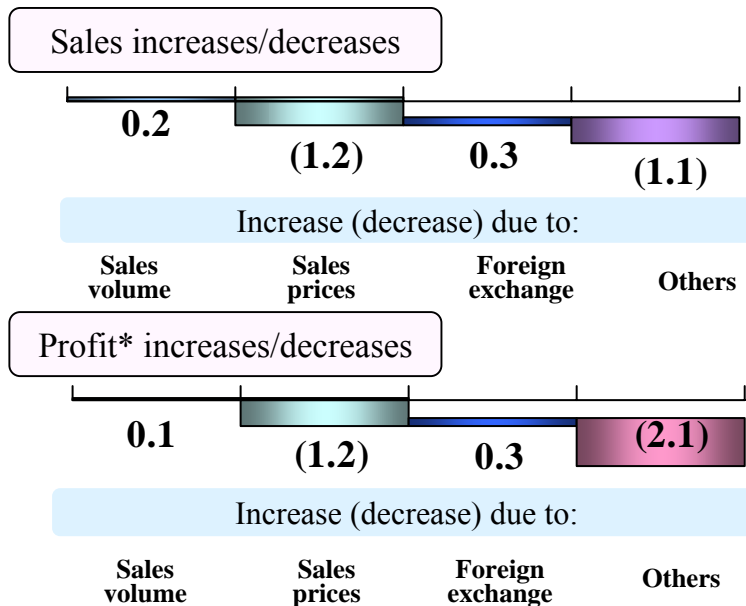 Sales increases/decreases
0.2
(1.2)
0.3
(1.1)
Increase (decrease) due to:
Sales
volume
Sales
prices
Foreign
exchange
Others
Profit* increases/decreases
0.1
(1.2)
0.3
(2.1)
Increase (decrease) due to:
Sales
volume
Sales
prices
Foreign
exchange
Others